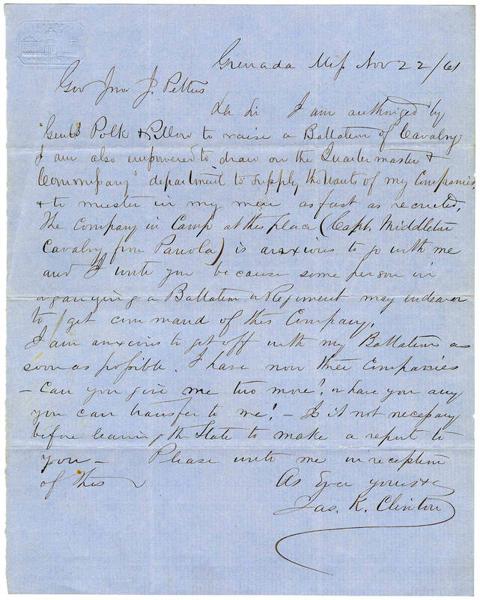 Grenada Miss Nov 22/61
Gov Jno J. Pettus
Dr Sir I am authorized by
Genls Polk & Pillow to raise a Battalion of Cavalry
I am also empowered to draw on the Quartermaster &
Commissary department to supply the wants of my Companies,
& to muster in my men as fast as recruited,
The Company in Camp at this place (Capt. Middleton
Cavalry from Panola) is anxious to go with me
and I write you because some person in
organizing a Battalion or Regiment may endeavor
to get command of this Company.
I am anxious to get off with my Battalion as
soon as possible. I have now three Companies
- Can you give me two more? or have you any
you can transfer to me? - Is it not necessary
before leaving the State to make a report to
you - Please write me on reception
of this
As Ever yours &c
Jas. K. Clinton